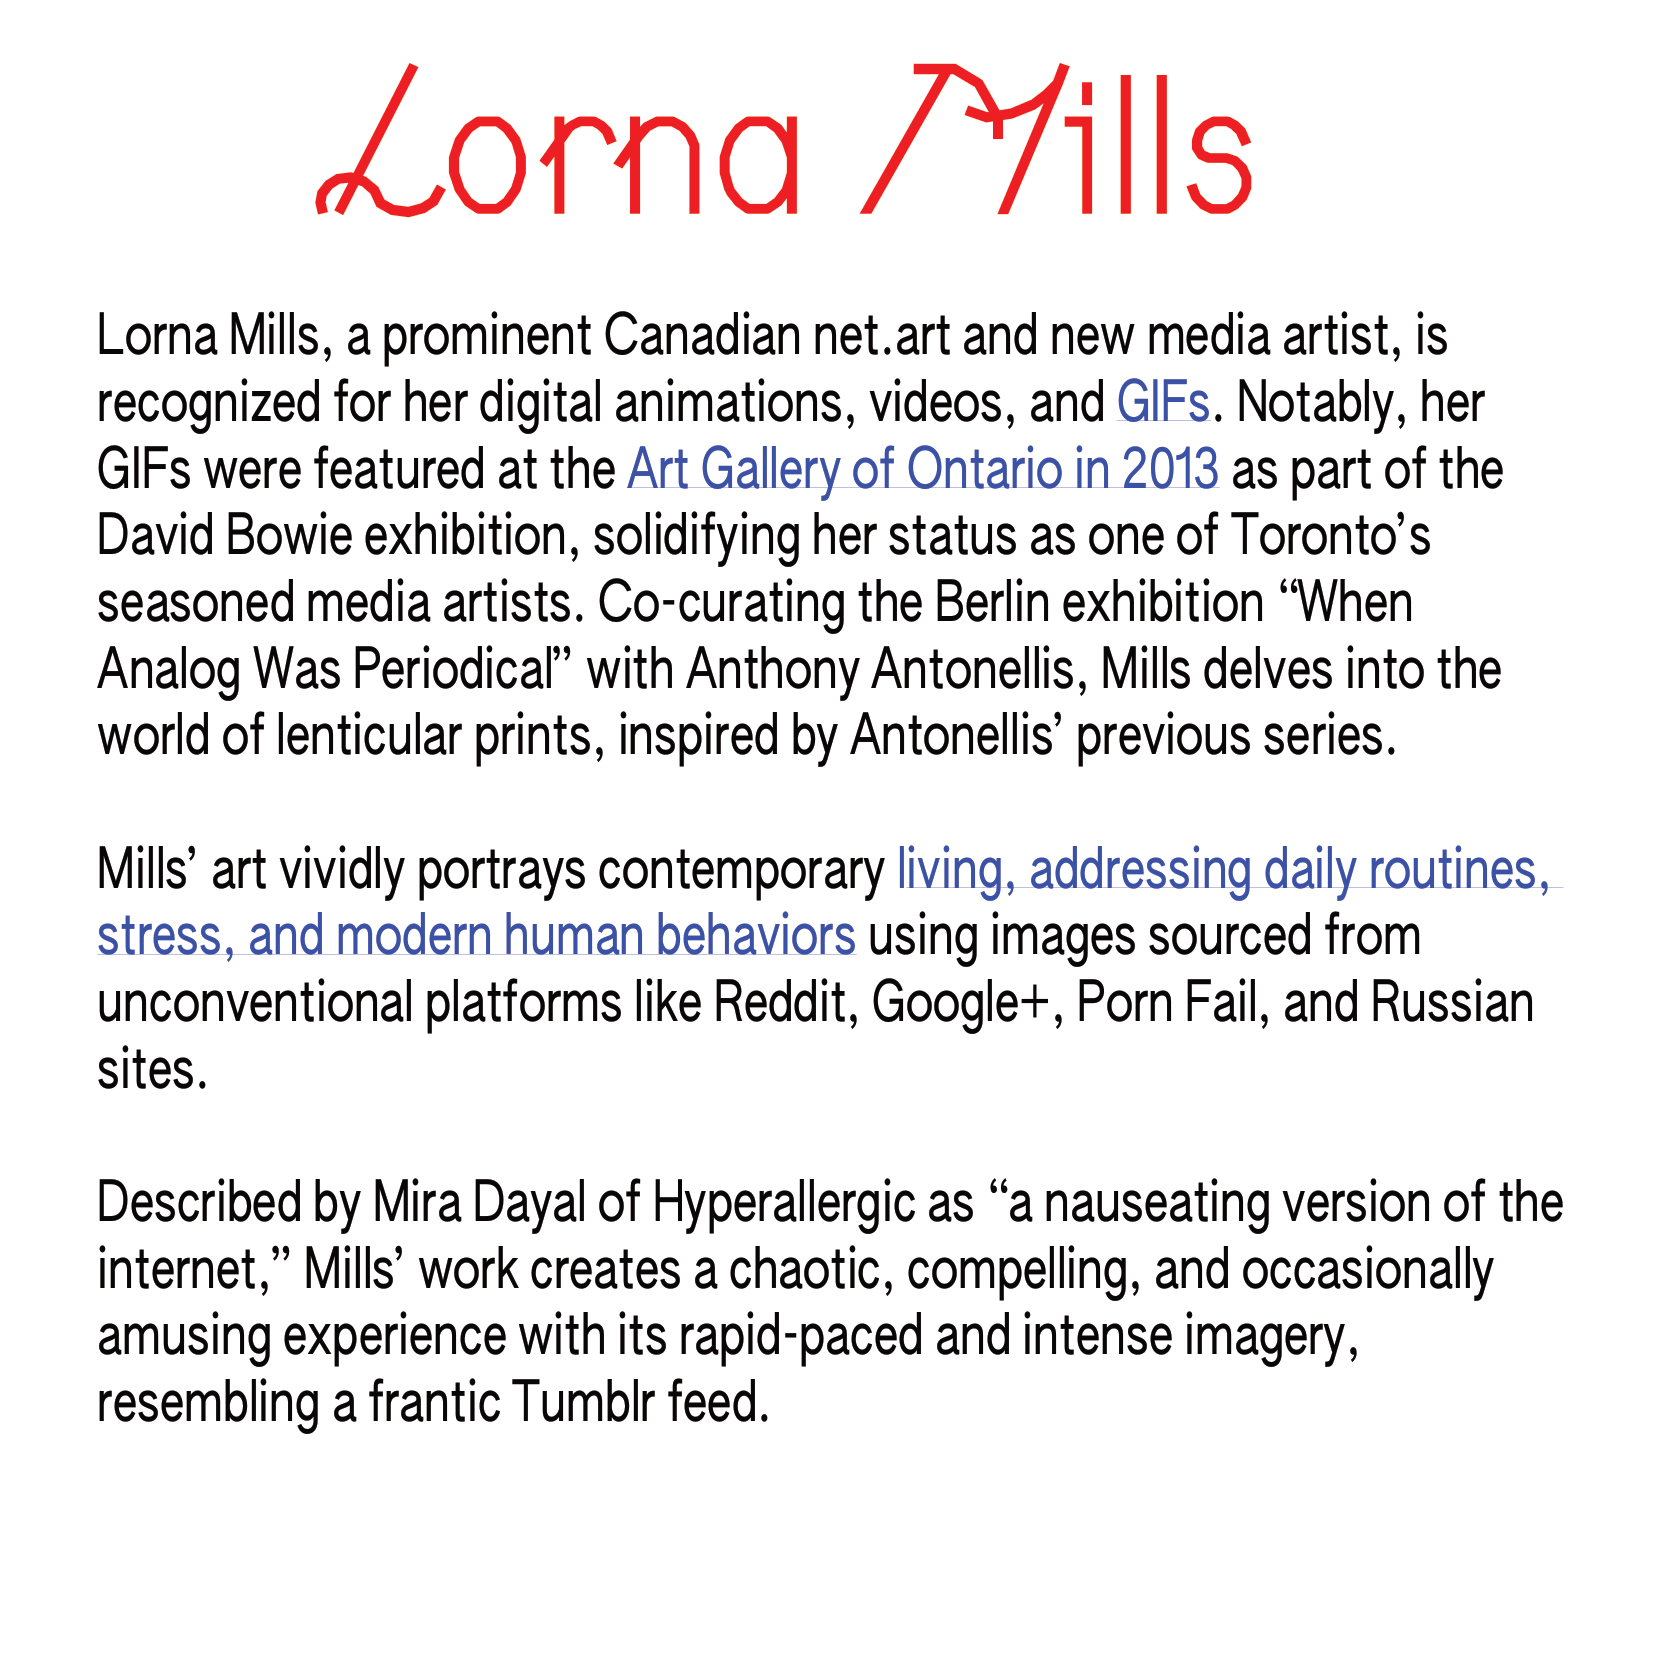 Lorna Mills
Lorna Mills, a prominent Canadian net.art and new media artist, is
recognized for her digital animations, videos, and GIFs. Notably, her
GIFs were featured at the Art Gallery of Ontario in 2013 as part of the
David Bowie exhibition, solidifying her status as one of Toronto’s
seasoned media artists. Co-curating the Berlin exhibition “When
Analog Was Periodical” with Anthony Antonellis, Mills delves into the
world of lenticular prints, inspired by Antonellis’ previous series.
Mills’ art vividly portrays contemporary living, addressing daily routines,
stress, and modern human behaviors using images sourced from
unconventional platforms like Reddit, Google+, Porn Fail, and Russian
sites.
Described by Mira Dayal of Hyperallergic as “a nauseating version of the
internet,” Mills’ work creates a chaotic, compelling, and occasionally
amusing experience with its rapid-paced and intense imagery,
resembling a frantic Tumblr feed.